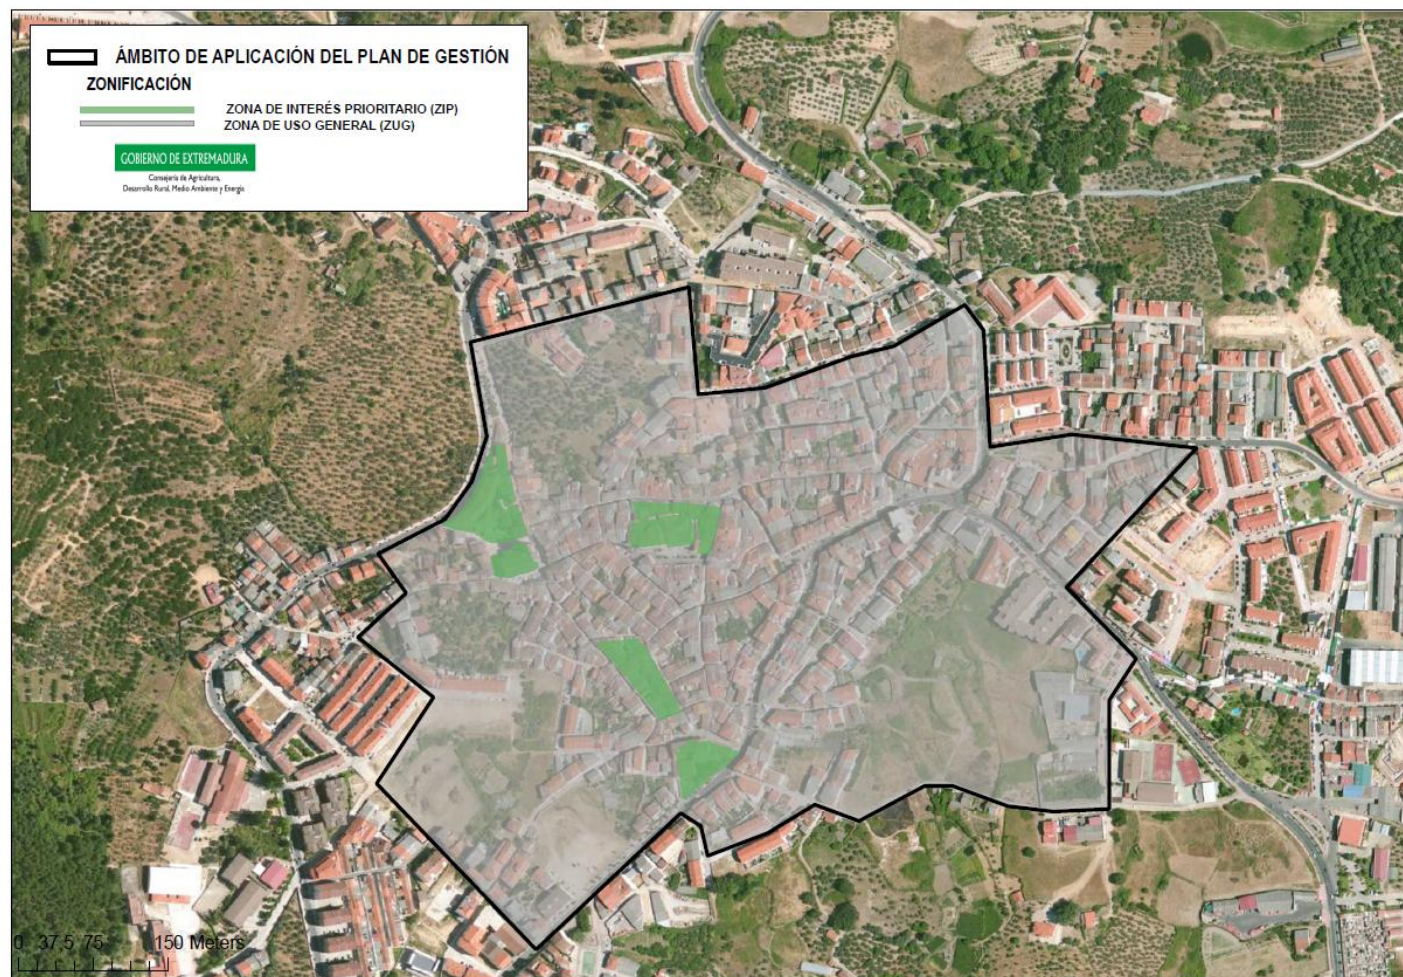 ÁMBITO DE APLICACIÓN DEL PLAN DE GESTIÓN
ZONIFICACIÓN
ZONA DE INTERÉS PRIORITARIO (ZIP)
ZONA DE USO GENERAL (ZUG)
GOBIERNO DE EXTREMADURA
Consejería de Agricultura,
Desarrollo Rural, Medio Ambiente y Energía
0 37,5 75 150 Meters